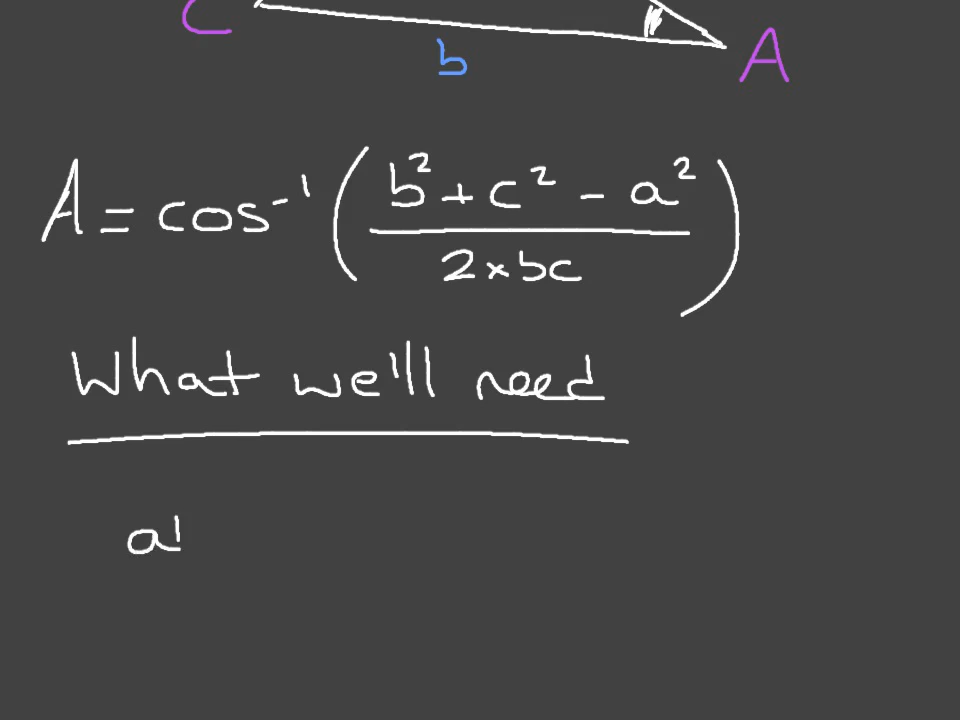 C
b
A
A = cos⁻¹ ( b² + c² - a² / 2 × bc )
What we'll need